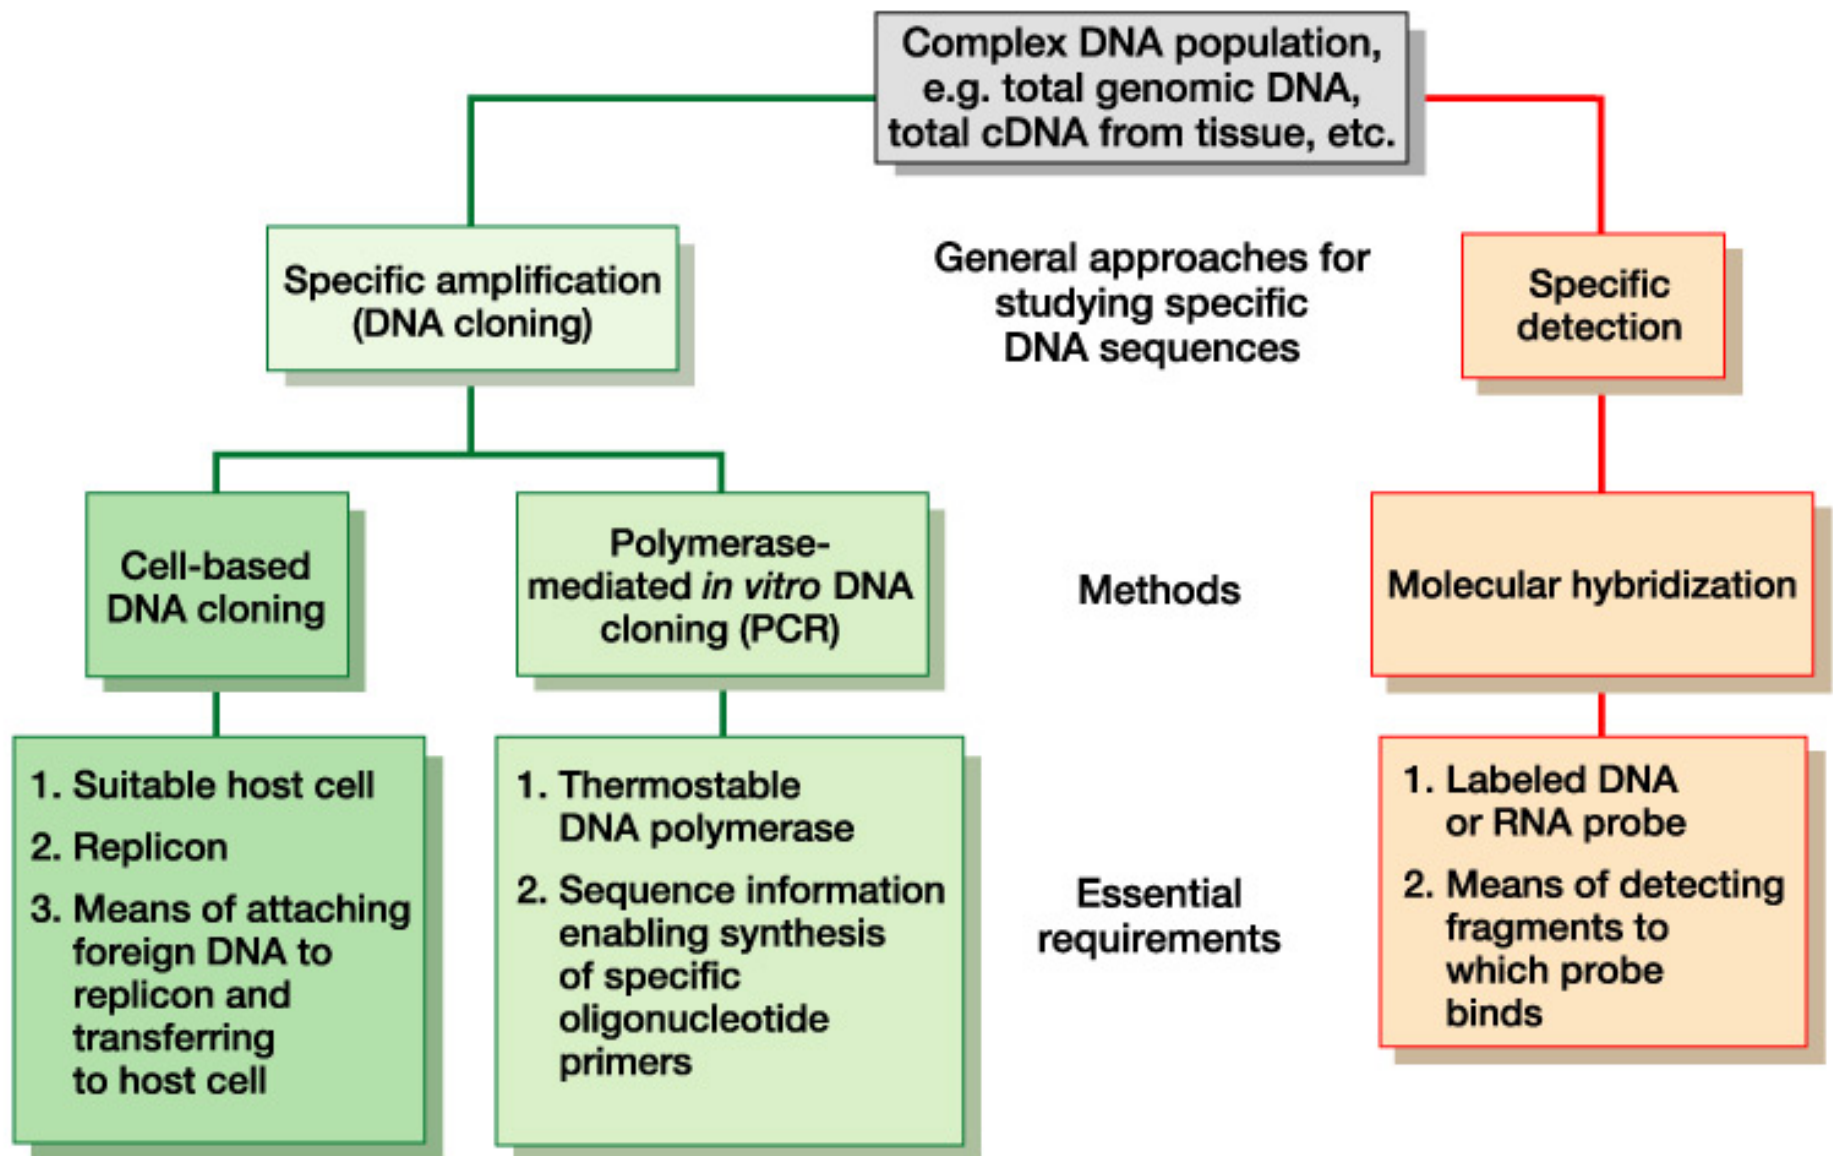 Complex DNA population,
e.g. total genomic DNA,
total cDNA from tissue, etc.
Specific amplification
(DNA cloning)
General approaches for
studying specific
DNA sequences
Specific
detection
Cell-based
DNA cloning
Polymerase-
mediated in vitro DNA
cloning (PCR)
Methods
Molecular hybridization
1. Suitable host cell
2. Replicon
3. Means of attaching
foreign DNA to
replicon and
transferring
to host cell
1. Thermostable
DNA polymerase
2. Sequence information
enabling synthesis
of specific
oligonucleotide
primers
Essential
requirements
1. Labeled DNA
or RNA probe
2. Means of detecting
fragments to
which probe
binds